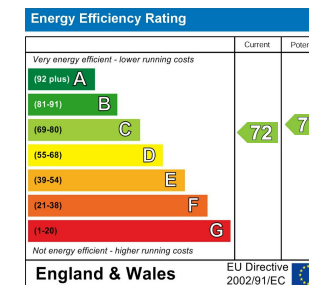 Energy Efficiency Rating
Current
Very energy efficient - lower running costs
(92 plus) A
(81-91) B
(69-80) C
72
(55-68) D
(39-54) E
(21-38) F
(1-20) G
Not energy efficient - higher running costs
England & Wales
EU Directive
2002/91/EC